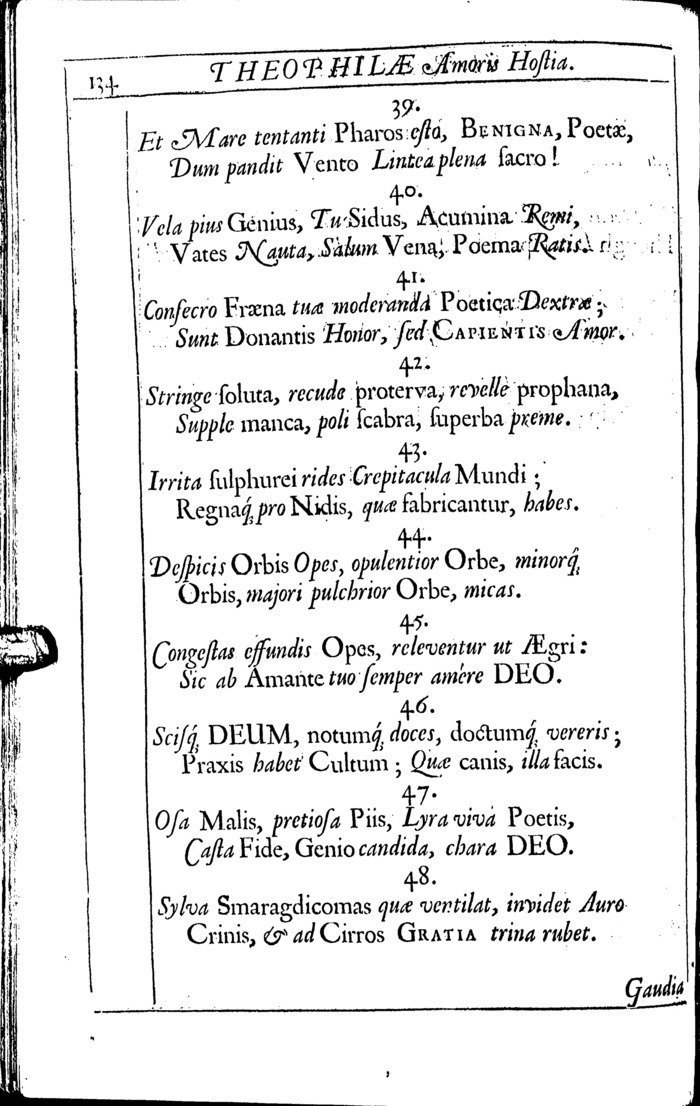 134
THEOPHILÆ Amoris Hoſtia.
39.
Et Mare tentanti Pharos eſto, BENIGNA, Poetæ,
Dum pandit Vento Lintea plena ſacro!
40.
Vela pius Genius, Tu Sidus, Acumina Remi,
Vates Nauta, Salum Vena, Poema Ratis.
41.
Conſecro Fræna tuæ moderanda Poetica Dextræ;
Sunt Donantis Honor, ſed CAPIENTIS Amor.
42.
Stringe ſoluta, recude proterva, revelle prophana,
Supple manca, poli ſcabra, ſuperba preme.
43.
Irrita ſulphurei rides Crepitacula Mundi;
Regnaq́; pro Nidis, quæ fabricantur, habes.
44.
Deſpicis Orbis Opes, opulentior Orbe, minorq́;
Orbis, majori pulchrior Orbe, micas.
45.
Congeſtas effundis Opes, releventur ut Ægri:
Sic ab Amante tuo ſemper amêre DEO.
46.
Sciſq́; DEUM, notumq́; doces, doctumq́; vereris;
Praxis habet Cultum; Quæ canis, illa facis.
47.
Oſa Malis, pretioſa Piis, Lyra viva Poetis,
Caſta Fide, Genio candida, chara DEO.
48.
Sylva Smaragdicomas quæ ventilat, invidet Auro
Crinis, & ad Cirros GRATIA trina rubet.
Gaudia